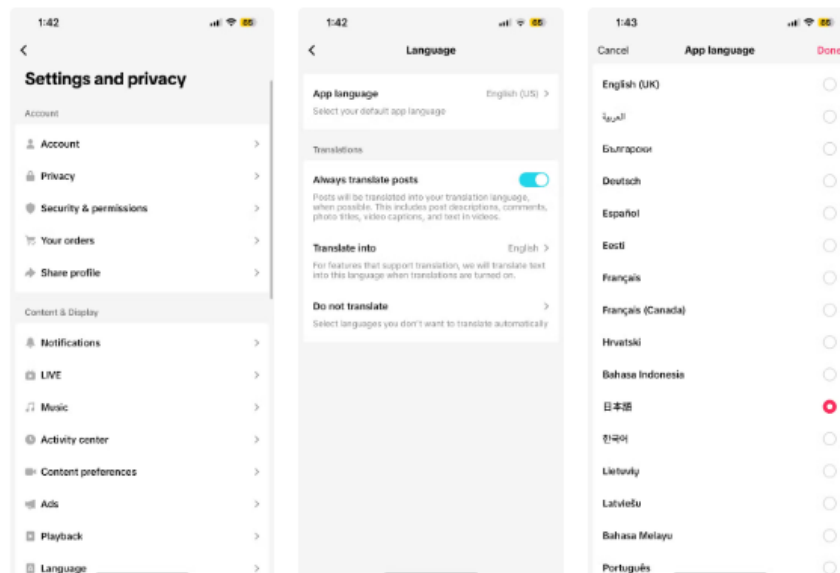 1:42
65
Settings and privacy
Account
Account
Privacy
Security & permissions
Your orders
Share profile
Content & Display
Notifications
LIVE
Music
Activity center
Content preferences
Ads
Playback
Language
1:42
65
Language
App language
English (US)
Select your default app language
Translations
Always translate posts
Posts will be translated into your translation language,
when possible. This includes post descriptions, comments,
photo titles, video captions, and text in videos.
Translate into
English
For features that support translation, we will translate text
into this language when translations are turned on.
Do not translate
Select languages you don't want to translate automatically
1:43
65
Cancel
App language
Done
English (UK)
العربية
Български
Deutsch
Español
Eesti
Français
Français (Canada)
Hrvatski
Bahasa Indonesia
日本語
한국어
Lietuvių
Latviešu
Bahasa Melayu
Português